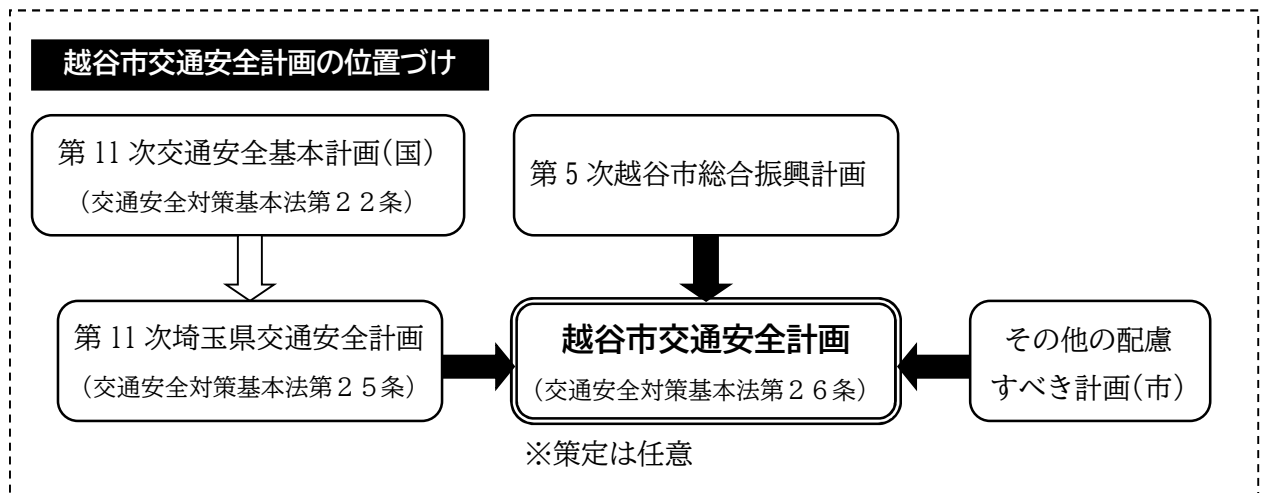 越谷市交通安全計画の位置づけ
第 11 次交通安全基本計画(国)
（交通安全対策基本法第２２条）
第 5 次越谷市総合振興計画
第 11 次埼玉県交通安全計画
（交通安全対策基本法第２５条）
越谷市交通安全計画
（交通安全対策基本法第２６条）
その他の配慮
すべき計画(市)
※策定は任意